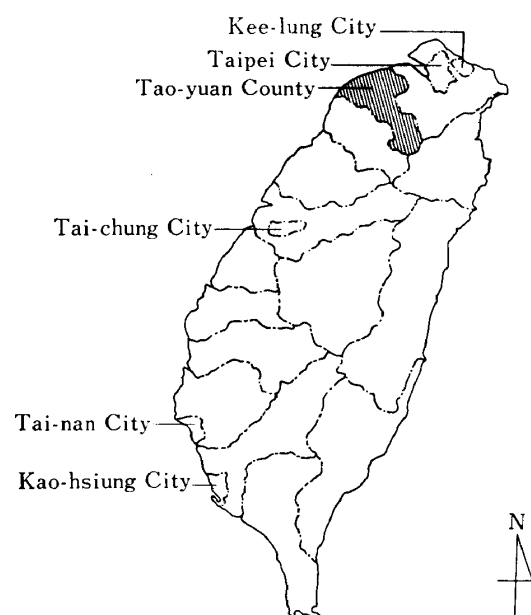 Kee-lung City
Taipei City
Tao-yuan County
Tai-chung City
Tai-nan City
Kao-hsiung City
N